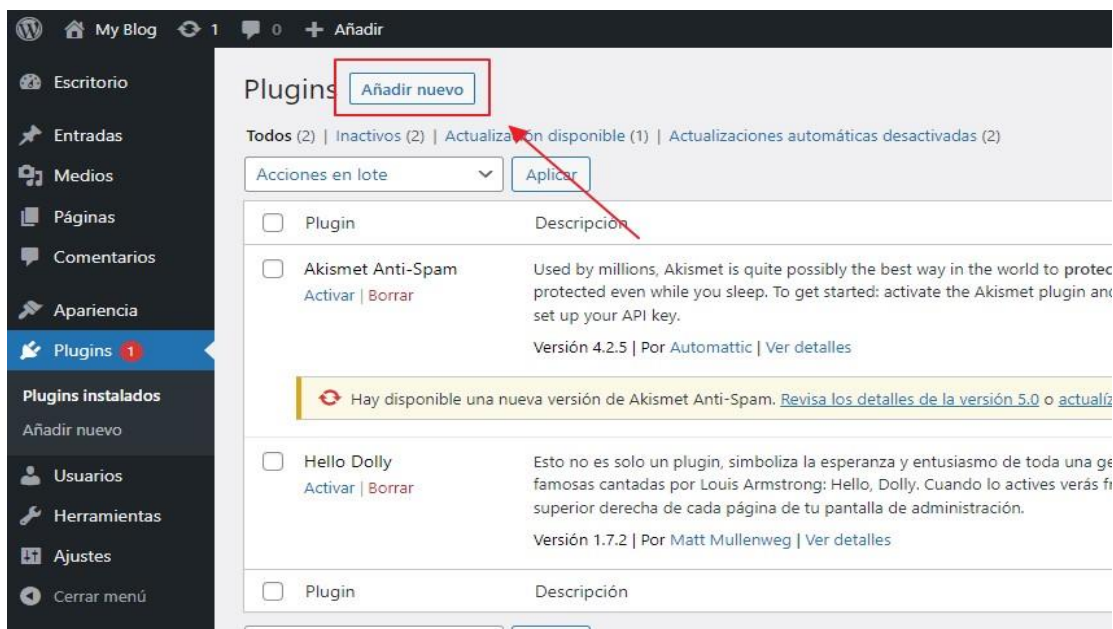 My Blog 1 0 + Añadir
Escritorio
Entradas
Medios
Páginas
Comentarios
Apariencia
Plugins 1
Plugins instalados
Añadir nuevo
Usuarios
Herramientas
Ajustes
Cerrar menú
Plugins Añadir nuevo
Todos (2) | Inactivos (2) | Actualización disponible (1) | Actualizaciones automáticas desactivadas (2)
Acciones en lote Aplicar
Plugin Descripción
Akismet Anti-Spam
Activar | Borrar
Used by millions, Akismet is quite possibly the best way in the world to protec
protected even while you sleep. To get started: activate the Akismet plugin and
set up your API key.
Versión 4.2.5 | Por Automattic | Ver detalles
Hay disponible una nueva versión de Akismet Anti-Spam. Revisa los detalles de la versión 5.0 o actualíz
Hello Dolly
Activar | Borrar
Esto no es solo un plugin, simboliza la esperanza y entusiasmo de toda una ge
famosas cantadas por Louis Armstrong: Hello, Dolly. Cuando lo actives verás fr
superior derecha de cada página de tu pantalla de administración.
Versión 1.7.2 | Por Matt Mullenweg | Ver detalles
Plugin Descripción